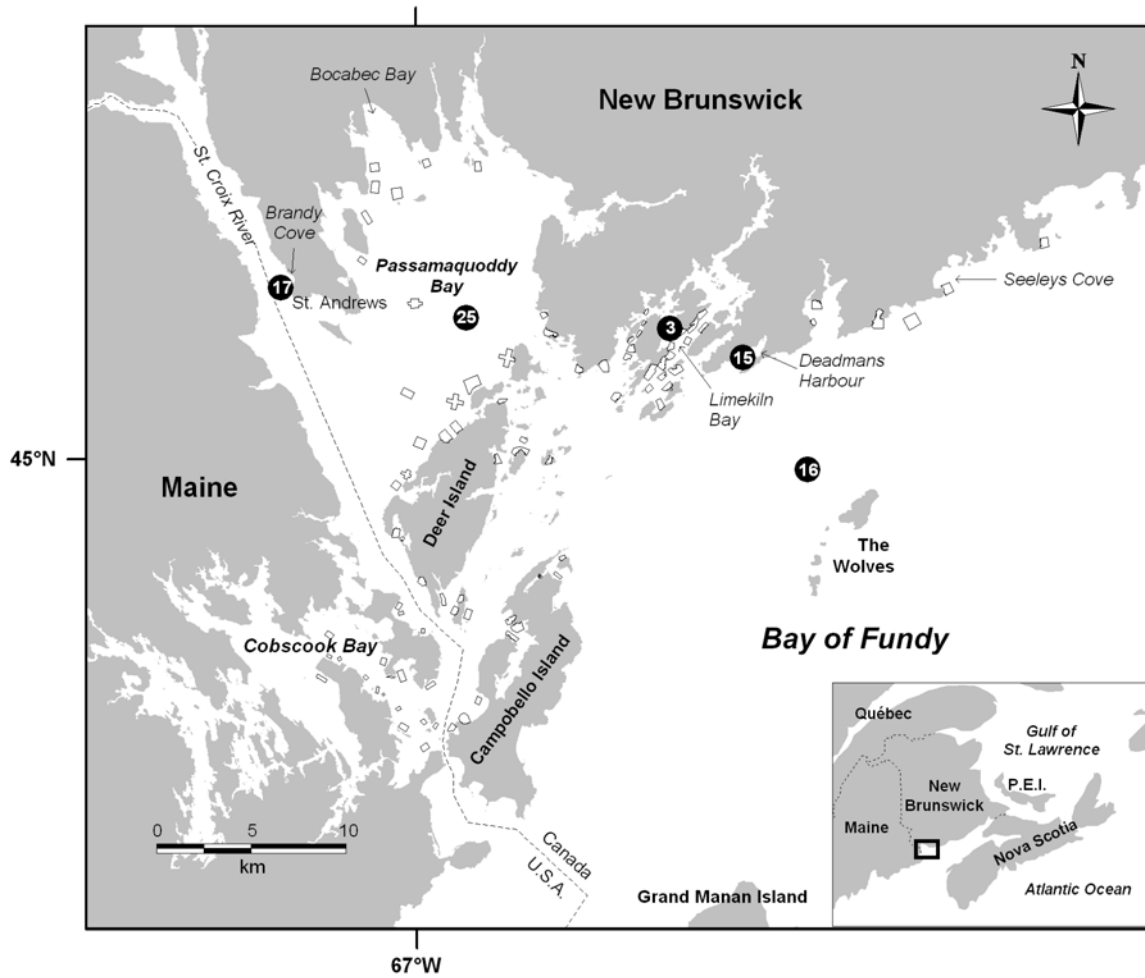 Bocabec Bay
New Brunswick
N
St. Croix River
Brandy
Cove
Passamaquoddy
Bay
Seeleys Cove
17
St. Andrews
25
3
15
Deadmans
Harbour
Limekiln
Bay
45°N
16
Maine
Deer Island
The
Wolves
Bay of Fundy
Cobscook Bay
Campobello Island
Québec
Gulf of
St. Lawrence
P.E.I.
New
Brunswick
Maine
Nova Scotia
Atlantic Ocean
0 5 10
km
Canada
U.S.A.
Grand Manan Island
67°W